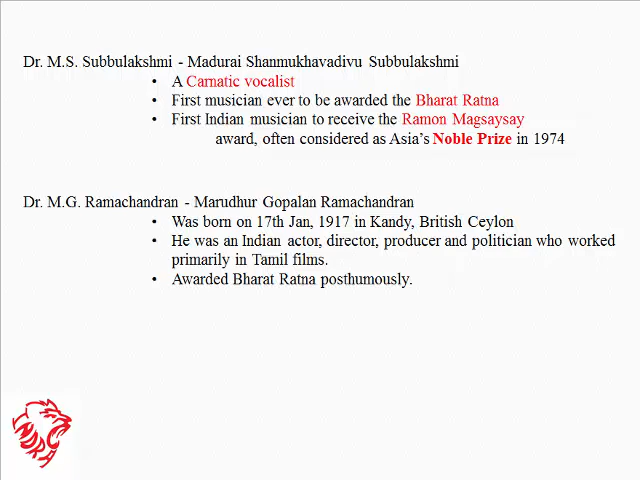 Dr. M.S. Subbulakshmi - Madurai Shanmukhavadivu Subbulakshmi
• A Carnatic vocalist
• First musician ever to be awarded the Bharat Ratna
• First Indian musician to receive the Ramon Magsaysay
award, often considered as Asia's Noble Prize in 1974
Dr. M.G. Ramachandran - Marudhur Gopalan Ramachandran
• Was born on 17th Jan, 1917 in Kandy, British Ceylon
• He was an Indian actor, director, producer and politician who worked
primarily in Tamil films.
• Awarded Bharat Ratna posthumously.